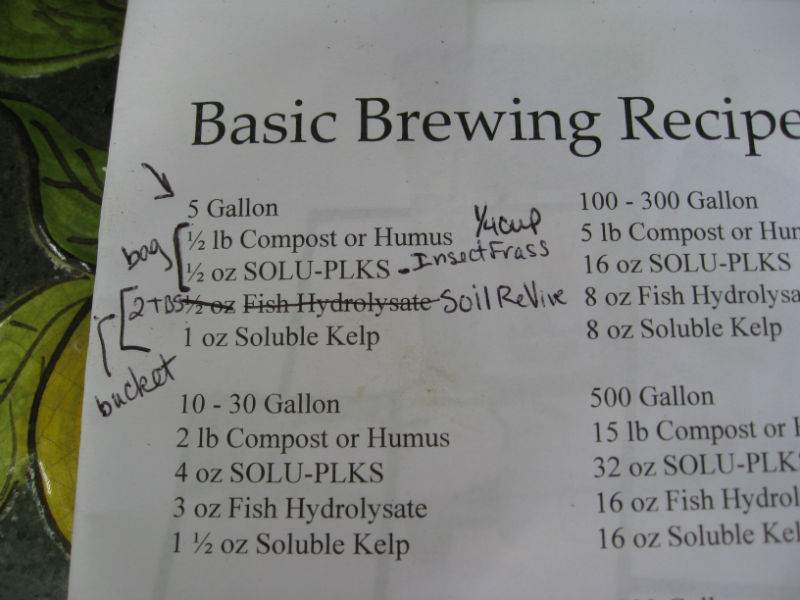 Basic Brewing Recipe
5 Gallon
½ lb Compost or Humus ¼ cup
½ oz SOLU-PLKS - Insect Frass
2 TBS ½ oz Fish Hydrolysate - Soil ReVive
1 oz Soluble Kelp
bag
bucket
10 - 30 Gallon
2 lb Compost or Humus
4 oz SOLU-PLKS
3 oz Fish Hydrolysate
1 ½ oz Soluble Kelp
100 - 300 Gallon
5 lb Compost or Hum
16 oz SOLU-PLKS
8 oz Fish Hydrolysa
8 oz Soluble Kelp
500 Gallon
15 lb Compost or
32 oz SOLU-PLK
16 oz Fish Hydrol
16 oz Soluble Kel